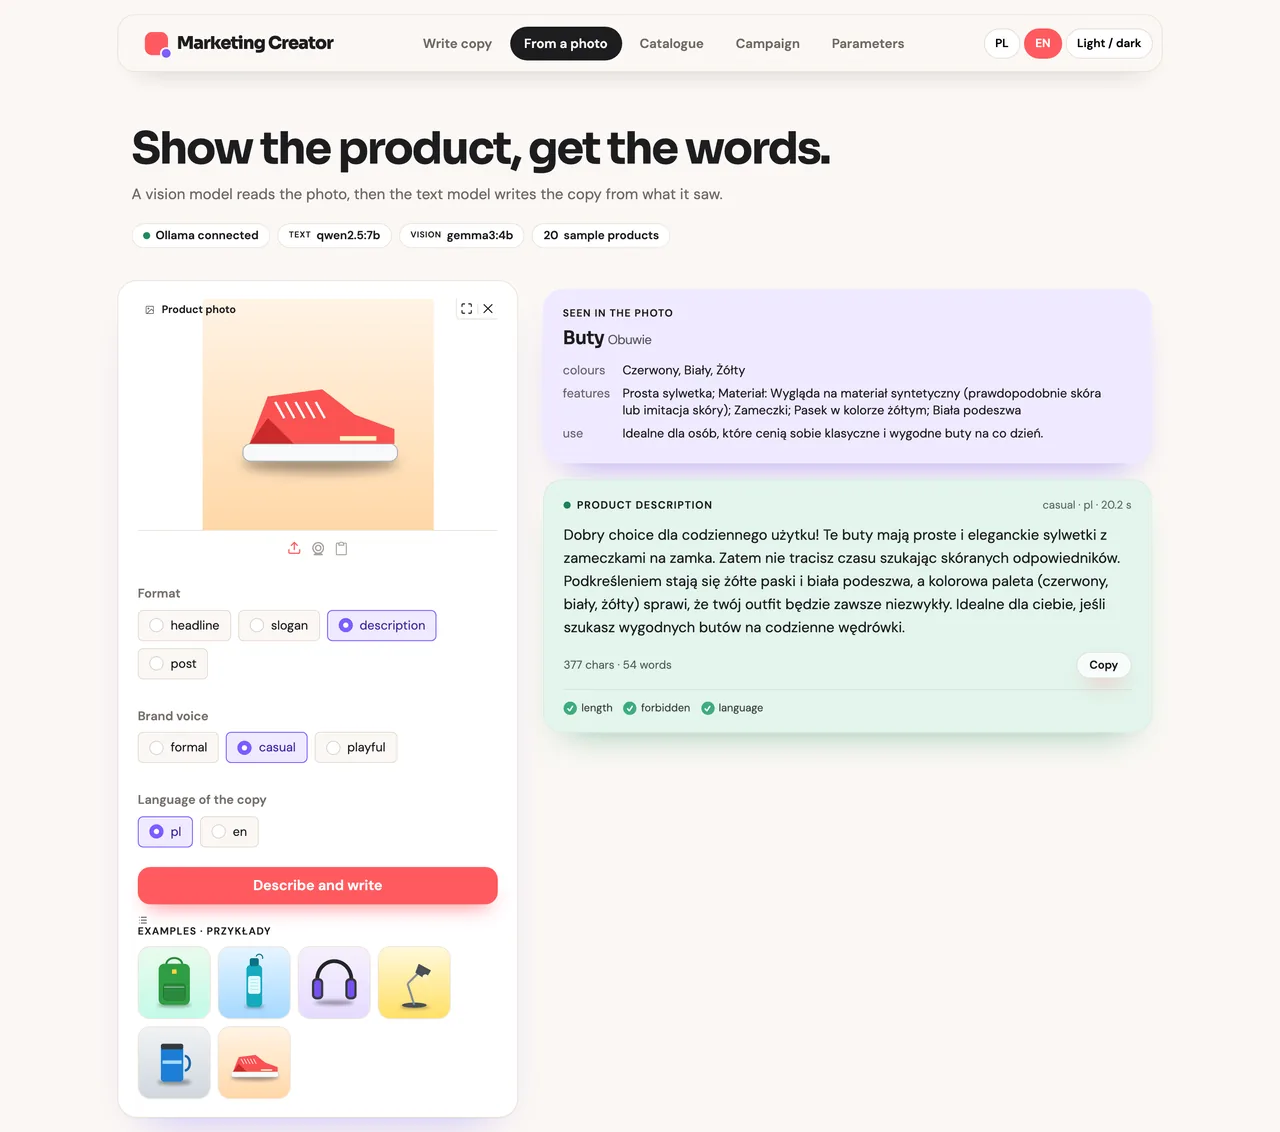 Marketing Creator
Write copy
From a photo
Catalogue
Campaign
Parameters
PL
EN
Light / dark
Show the product, get the words.
A vision model reads the photo, then the text model writes the copy from what it saw.
Ollama connected
TEXT qwen2.5:7b
VISION gemma3:4b
20 sample products
Product photo
Format
headline
slogan
description
post
Brand voice
formal
casual
playful
Language of the copy
pl
en
Describe and write
EXAMPLES · PRZYKŁADY
SEEN IN THE PHOTO
Buty Obuwie
colours Czerwony, Biały, Żółty
features Prosta sylwetka; Materiał: Wygląda na materiał syntetyczny (prawdopodobnie skóra
lub imitacja skóry); Zameczki; Pasek w kolorze żółtym; Biała podeszwa
use Idealne dla osób, które cenią sobie klasyczne i wygodne buty na co dzień.
PRODUCT DESCRIPTION
casual · pl · 20.2 s
Dobry choice dla codziennego użytku! Te buty mają proste i eleganckie sylwetki z
zameczkami na zamka. Zatem nie tracisz czasu szukając skóranych odpowiedników.
Podkreśleniem stają się żółte paski i biała podeszwa, a kolorowa paleta (czerwony,
biały, żółty) sprawi, że twój outfit będzie zawsze niezwykły. Idealne dla ciebie, jeśli
szukasz wygodnych butów na codzienne wędrówki.
377 chars · 54 words
Copy
length
forbidden
language